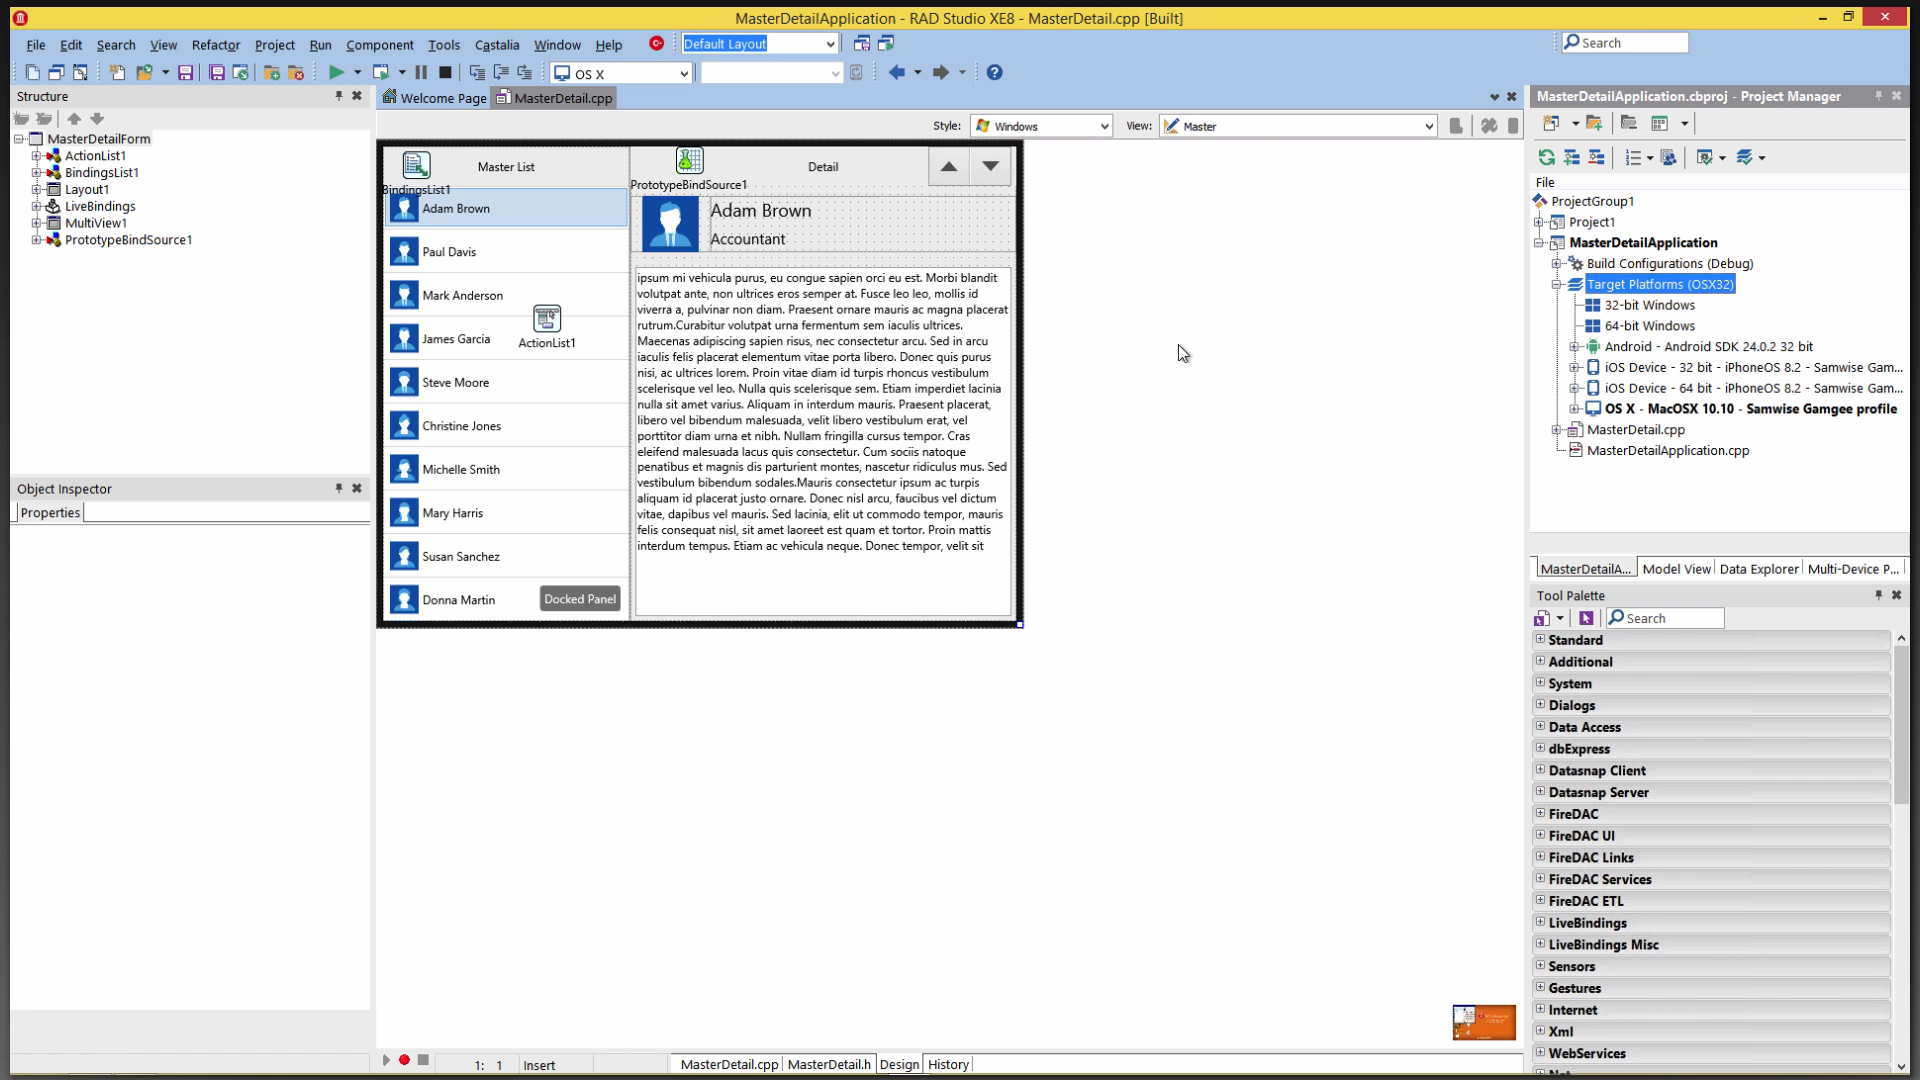 MasterDetailApplication - RAD Studio XE8 - MasterDetail.cpp [Built]
File Edit Search View Refactor Project Run Component Tools Castalia Window Help
Default Layout
Search
OS X
Structure
Welcome Page MasterDetail.cpp
MasterDetailApplication.cbproj - Project Manager
Style: Windows View: Master
MasterDetailForm
ActionList1
BindingsList1
Layout1
LiveBindings
MultiView1
PrototypeBindSource1
Object Inspector
Properties
Master List
BindingsList1
Adam Brown
Paul Davis
Mark Anderson
James Garcia
ActionList1
Steve Moore
Christine Jones
Michelle Smith
Mary Harris
Susan Sanchez
Donna Martin
Docked Panel
Detail
PrototypeBindSource1
Adam Brown
Accountant
ipsum mi vehicula purus, eu congue sapien orci eu est. Morbi blandit
volutpat ante, non ultrices eros semper at. Fusce leo leo, mollis id
viverra a, pulvinar non diam. Praesent ornare mauris ac magna placerat
rutrum.Curabitur volutpat urna fermentum sem iaculis ultrices.
Maecenas adipiscing sapien risus, nec consectetur arcu. Sed in arcu
iaculis felis placerat elementum vitae porta libero. Donec quis purus
nisi, ac ultrices lorem. Proin vitae diam id turpis rhoncus vestibulum
scelerisque vel leo. Nulla quis scelerisque sem. Etiam imperdiet lacinia
nulla sit amet varius. Aliquam in interdum mauris. Praesent placerat,
libero vel bibendum malesuada, velit libero vestibulum erat, vel
porttitor diam urna et nibh. Nullam fringilla cursus tempor. Cras
eleifend malesuada lacus quis consectetur. Cum sociis natoque
penatibus et magnis dis parturient montes, nascetur ridiculus mus. Sed
vestibulum bibendum sodales.Mauris consectetur ipsum ac turpis
aliquam id placerat justo ornare. Donec nisl arcu, faucibus vel dictum
vitae, dapibus vel mauris. Sed lacinia, elit ut commodo tempor, mauris
felis consequat nisl, sit amet laoreet est quam et tortor. Proin mattis
interdum tempus. Etiam ac vehicula neque. Donec tempor, velit sit
File
ProjectGroup1
Project1
MasterDetailApplication
Build Configurations (Debug)
Target Platforms (OSX32)
32-bit Windows
64-bit Windows
Android - Android SDK 24.0.2 32 bit
iOS Device - 32 bit - iPhoneOS 8.2 - Samwise Gam...
iOS Device - 64 bit - iPhoneOS 8.2 - Samwise Gam...
OS X - MacOSX 10.10 - Samwise Gamgee profile
MasterDetail.cpp
MasterDetailApplication.cpp
MasterDetailA... Model View Data Explorer Multi-Device P...
Tool Palette
Search
Standard
Additional
System
Dialogs
Data Access
dbExpress
Datasnap Client
Datasnap Server
FireDAC
FireDAC UI
FireDAC Links
FireDAC Services
FireDAC ETL
LiveBindings
LiveBindings Misc
Sensors
Gestures
Internet
Xml
WebServices
1: 1 Insert MasterDetail.cpp MasterDetail.h Design History